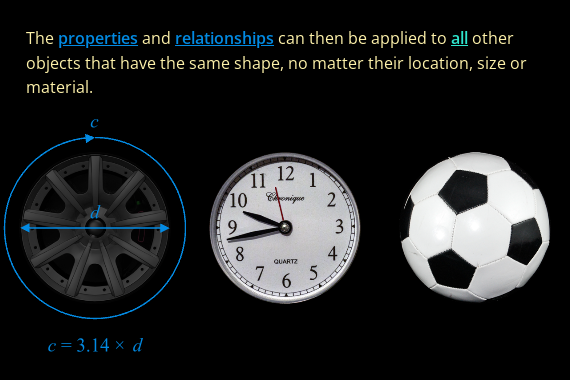 The properties and relationships can then be applied to all other
objects that have the same shape, no matter their location, size or
material.
c
d
c = 3.14 × d
12
1
2
3
4
5
6
7
8
9
10
11
Chronique
QUARTZ